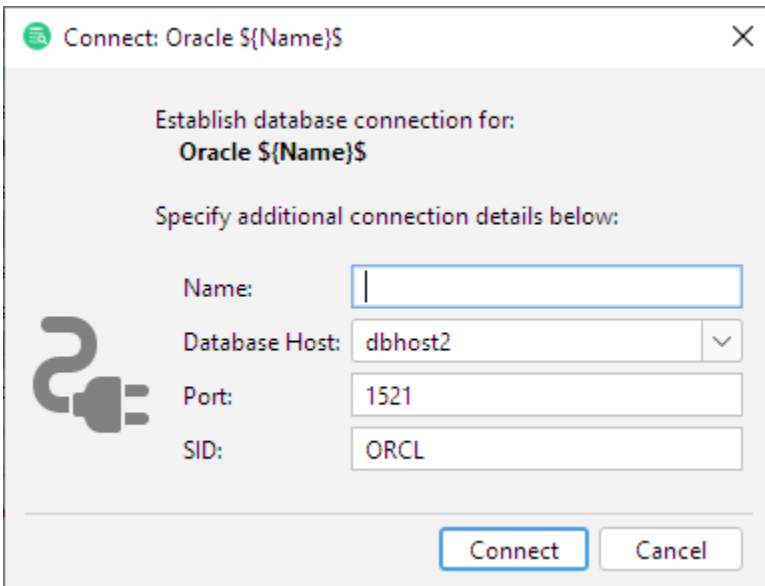 Connect: Oracle ${Name}$
Establish database connection for:
Oracle ${Name}$
Specify additional connection details below:
Name:
Database Host: dbhost2
Port: 1521
SID: ORCL
Connect Cancel